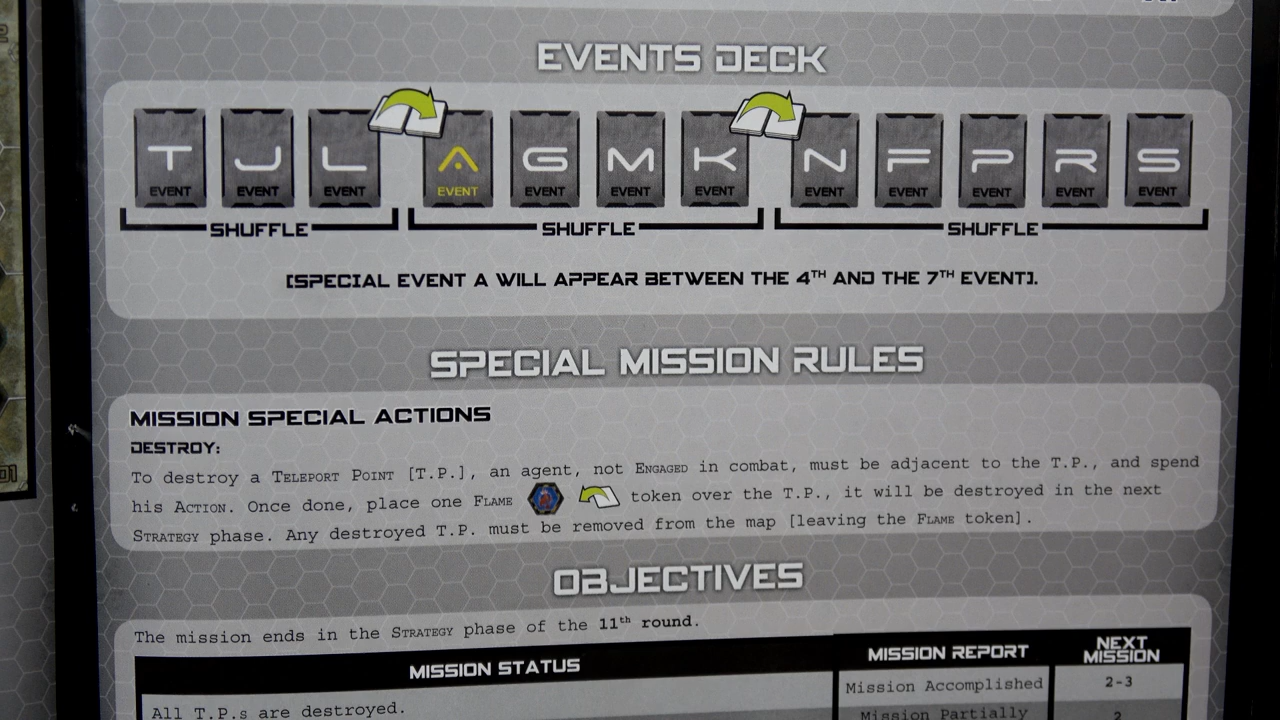 EVENTS DECK
T J L A G M K N F P R S
EVENT EVENT EVENT EVENT EVENT EVENT EVENT EVENT EVENT EVENT EVENT EVENT
SHUFFLE SHUFFLE SHUFFLE
[SPECIAL EVENT A WILL APPEAR BETWEEN THE 4TH AND THE 7TH EVENT].
SPECIAL MISSION RULES
MISSION SPECIAL ACTIONS
DESTROY:
To destroy a TELEPORT POINT [T.P.], an agent, not ENGAGED in combat, must be adjacent to the T.P., and spend
his ACTION. Once done, place one FLAME token over the T.P., it will be destroyed in the next
STRATEGY phase. Any destroyed T.P. must be removed from the map [leaving the FLAME token].
OBJECTIVES
The mission ends in the STRATEGY phase of the 11th round.
MISSION STATUS MISSION REPORT NEXT MISSION
All T.P.s are destroyed. Mission Accomplished 2-3
Mission Partially 2